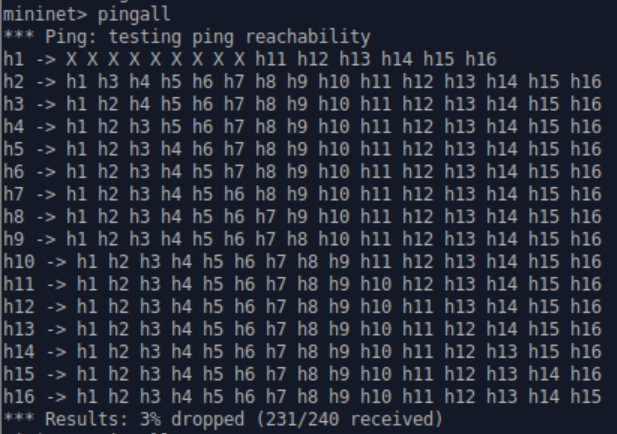 mininet> pingall
*** Ping: testing ping reachability
h1 -> X X X X X X X X X h11 h12 h13 h14 h15 h16
h2 -> h1 h3 h4 h5 h6 h7 h8 h9 h10 h11 h12 h13 h14 h15 h16
h3 -> h1 h2 h4 h5 h6 h7 h8 h9 h10 h11 h12 h13 h14 h15 h16
h4 -> h1 h2 h3 h5 h6 h7 h8 h9 h10 h11 h12 h13 h14 h15 h16
h5 -> h1 h2 h3 h4 h6 h7 h8 h9 h10 h11 h12 h13 h14 h15 h16
h6 -> h1 h2 h3 h4 h5 h7 h8 h9 h10 h11 h12 h13 h14 h15 h16
h7 -> h1 h2 h3 h4 h5 h6 h8 h9 h10 h11 h12 h13 h14 h15 h16
h8 -> h1 h2 h3 h4 h5 h6 h7 h9 h10 h11 h12 h13 h14 h15 h16
h9 -> h1 h2 h3 h4 h5 h6 h7 h8 h10 h11 h12 h13 h14 h15 h16
h10 -> h1 h2 h3 h4 h5 h6 h7 h8 h9 h11 h12 h13 h14 h15 h16
h11 -> h1 h2 h3 h4 h5 h6 h7 h8 h9 h10 h12 h13 h14 h15 h16
h12 -> h1 h2 h3 h4 h5 h6 h7 h8 h9 h10 h11 h13 h14 h15 h16
h13 -> h1 h2 h3 h4 h5 h6 h7 h8 h9 h10 h11 h12 h14 h15 h16
h14 -> h1 h2 h3 h4 h5 h6 h7 h8 h9 h10 h11 h12 h13 h15 h16
h15 -> h1 h2 h3 h4 h5 h6 h7 h8 h9 h10 h11 h12 h13 h14 h16
h16 -> h1 h2 h3 h4 h5 h6 h7 h8 h9 h10 h11 h12 h13 h14 h15
*** Results: 3% dropped (231/240 received)